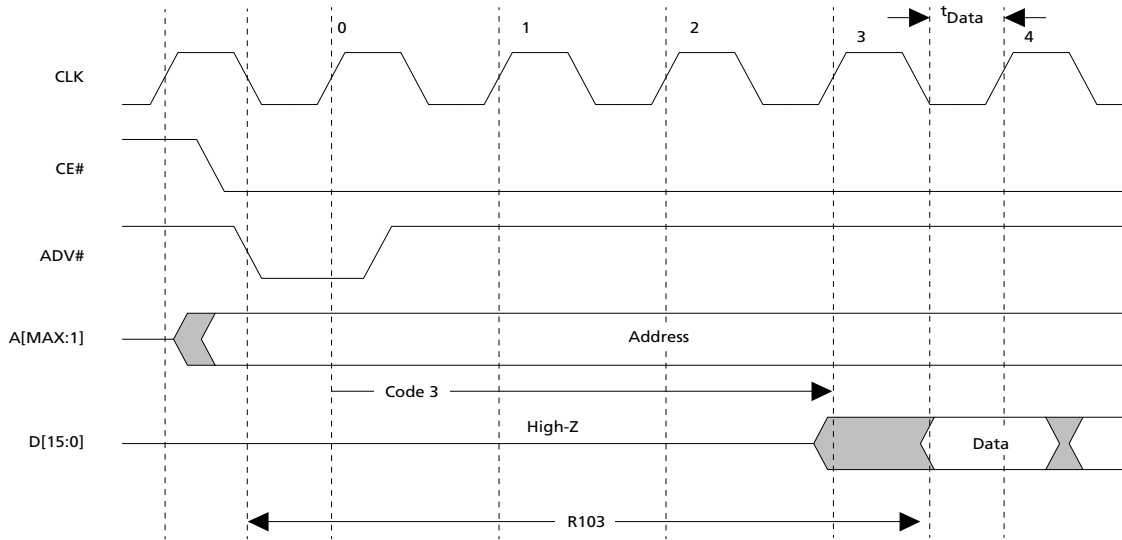 tData
0
1
2
3
4
CLK
CE#
ADV#
A[MAX:1]
Address
Code 3
High-Z
D[15:0]
Data
R103